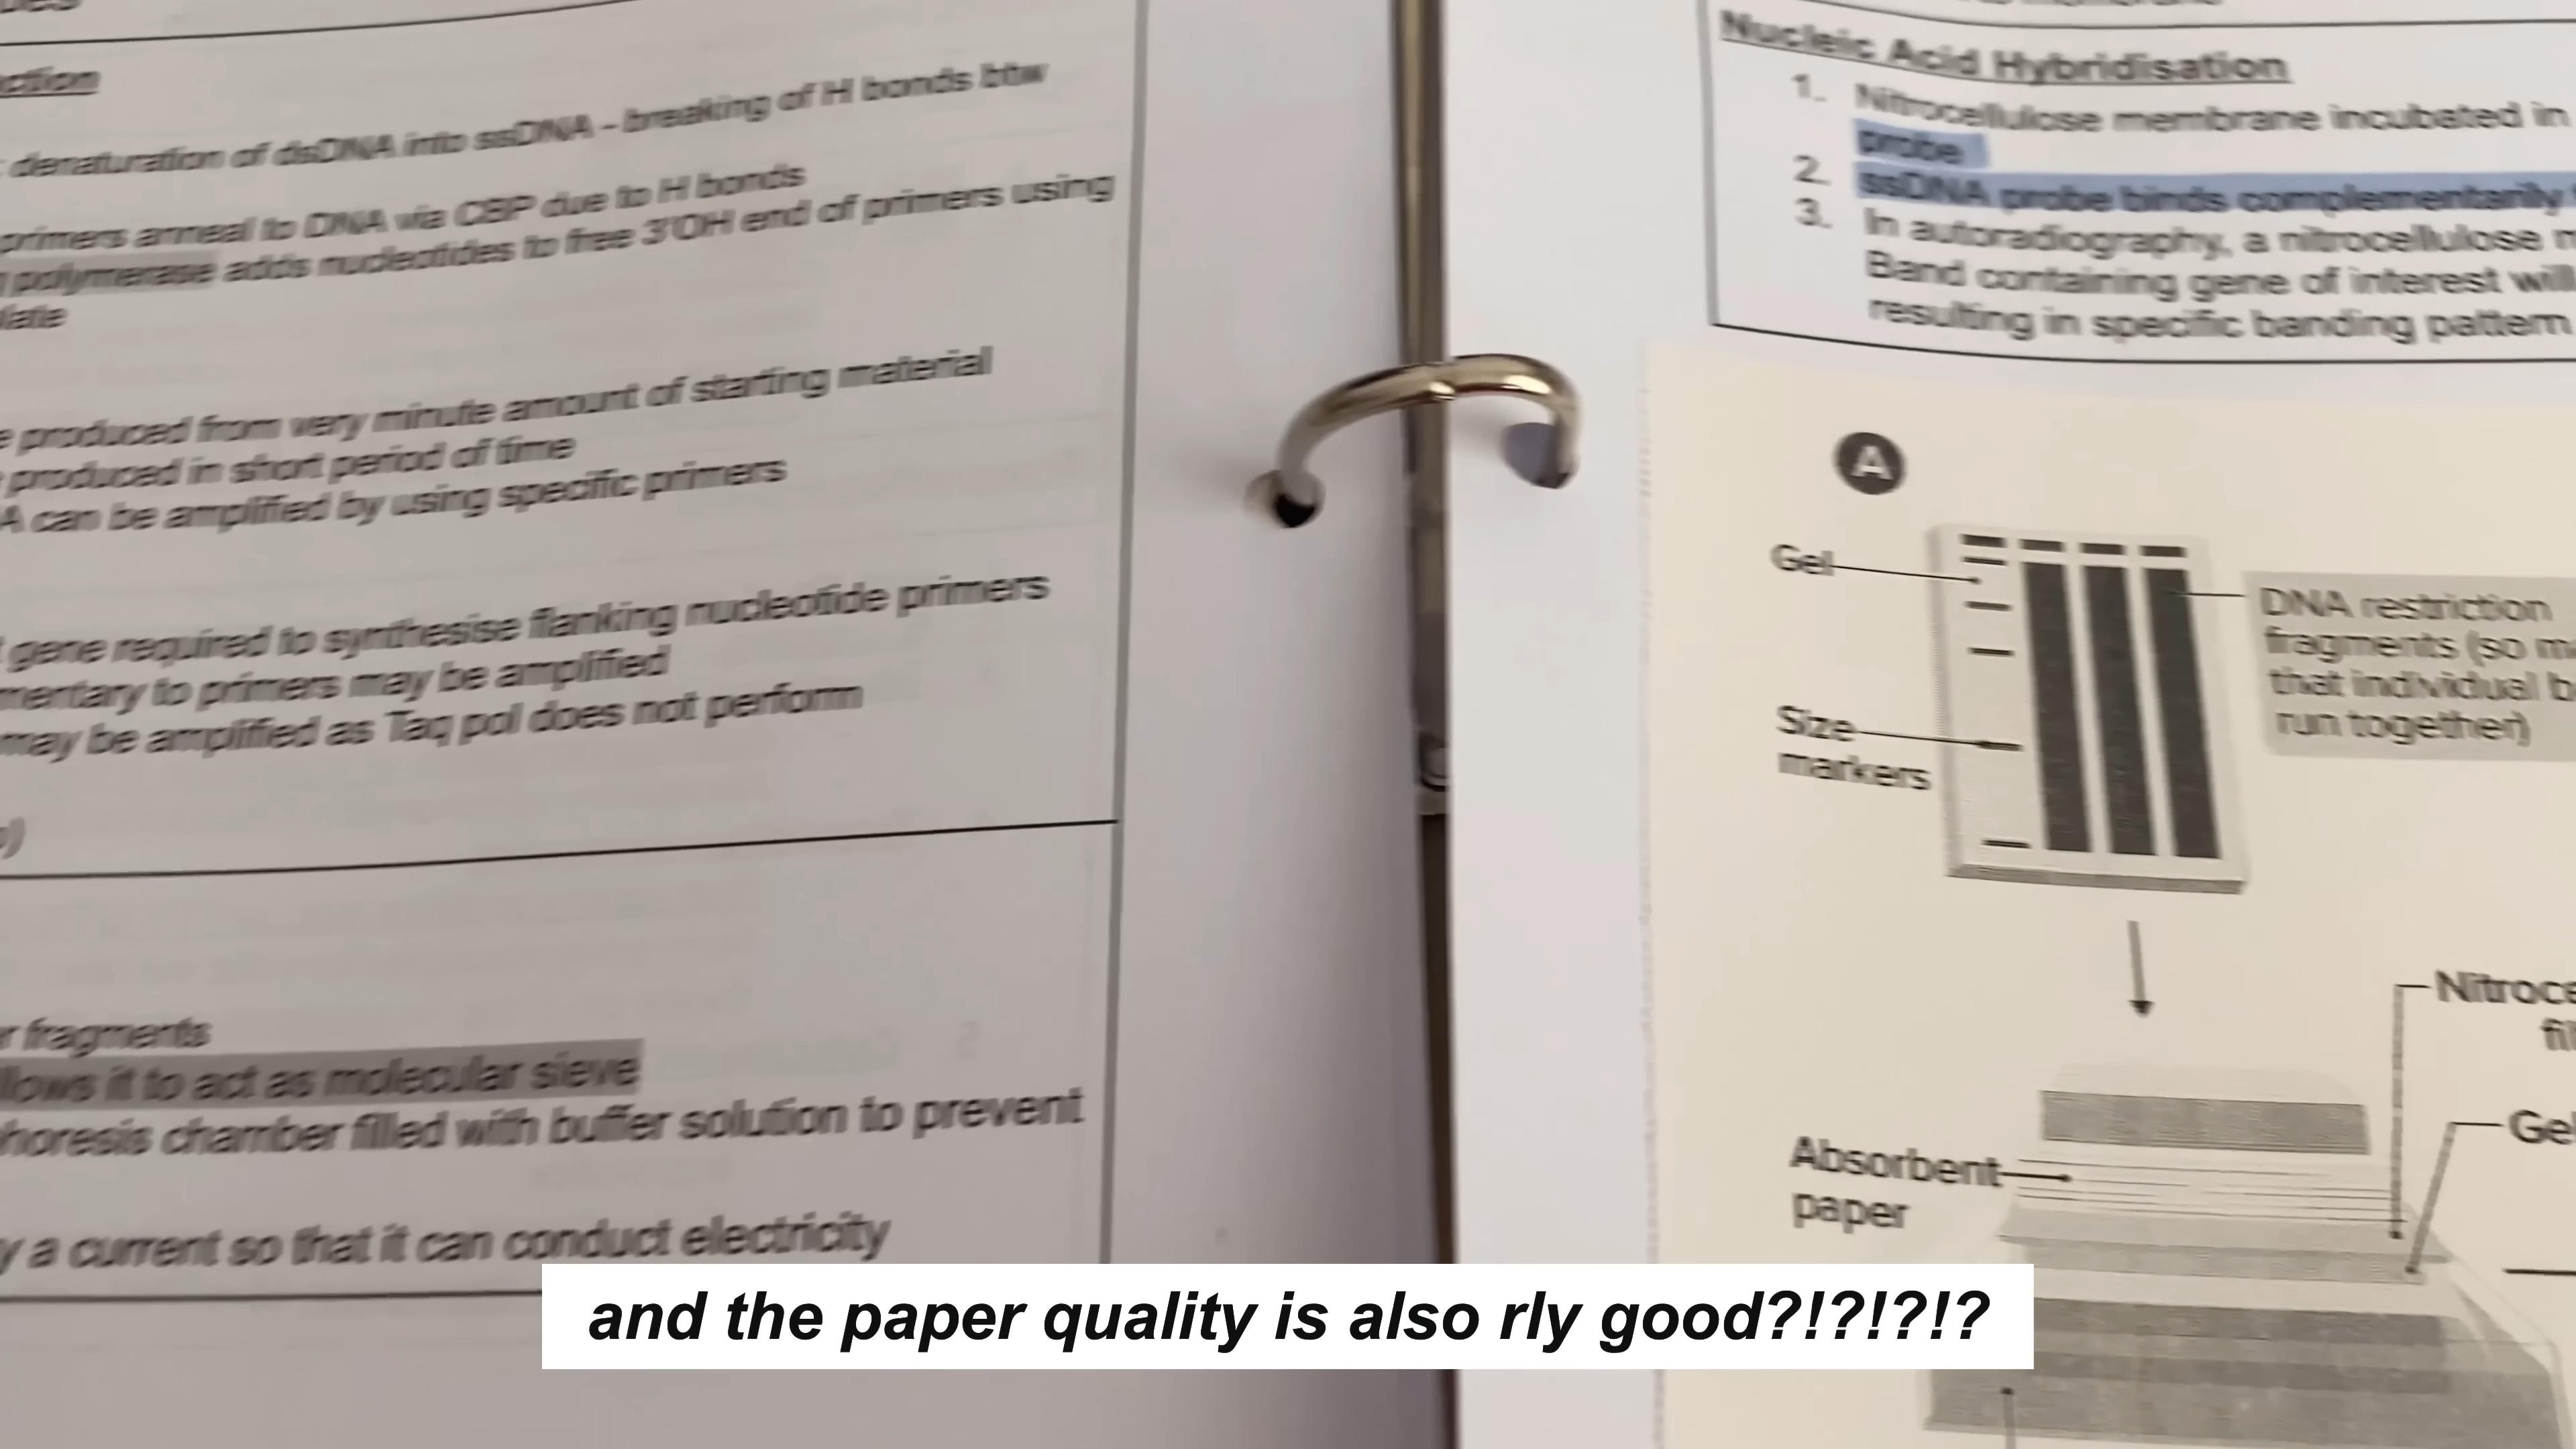 ction
denaturation of dsDNA into ssDNA - breaking of H bonds btw
primers anneal to DNA via CBP due to H bonds
polymerase adds nucleotides to free 3'OH end of primers using
late
produced from very minute amount of starting material
produced in short period of time
A can be amplified by using specific primers
gene required to synthesise flanking nucleotide primers
mentary to primers may be amplified
may be amplified as Taq pol does not perform
r fragments
llows it to act as molecular sieve
horesis chamber filled with buffer solution to prevent
y a current so that it can conduct electricity
Nucleic Acid Hybridisation
1. Nitrocellulose membrane incubated in
probe
2. ssDNA probe binds complementarily
3. In autoradiography, a nitrocellulose
Band containing gene of interest will
resulting in specific banding pattern
A
Gel
DNA restriction
fragments (so ma
that individual b
run together)
Size
markers
Nitroce
fil
Gel
Absorbent
paper
and the paper quality is also rly good?!?!?!?